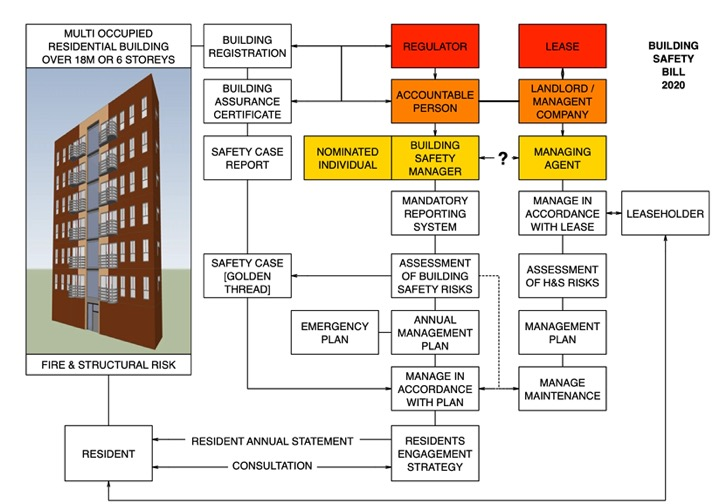 MULTI OCCUPIED
RESIDENTIAL BUILDING
OVER 18M OR 6 STOREYS
BUILDING
REGISTRATION
REGULATOR
LEASE
BUILDING
SAFETY
BILL
2020
BUILDING
ASSURANCE
CERTIFICATE
ACCOUNTABLE
PERSON
LANDLORD /
MANAGENT
COMPANY
SAFETY CASE
REPORT
NOMINATED
INDIVIDUAL
BUILDING
SAFETY
MANAGER
?
MANAGING
AGENT
MANDATORY
REPORTING
SYSTEM
MANAGE IN
ACCORDANCE
WITH LEASE
LEASEHOLDER
SAFETY CASE
[GOLDEN
THREAD]
ASSESSMENT
OF BUILDING
SAFETY RISKS
ASSESSMENT
OF H&S RISKS
EMERGENCY
PLAN
ANNUAL
MANAGEMENT
PLAN
MANAGEMENT
PLAN
FIRE & STRUCTURAL RISK
MANAGE IN
ACCORDANCE
WITH PLAN
MANAGE
MAINTENANCE
RESIDENT
RESIDENT ANNUAL STATEMENT
CONSULTATION
RESIDENTS
ENGAGEMENT
STRATEGY